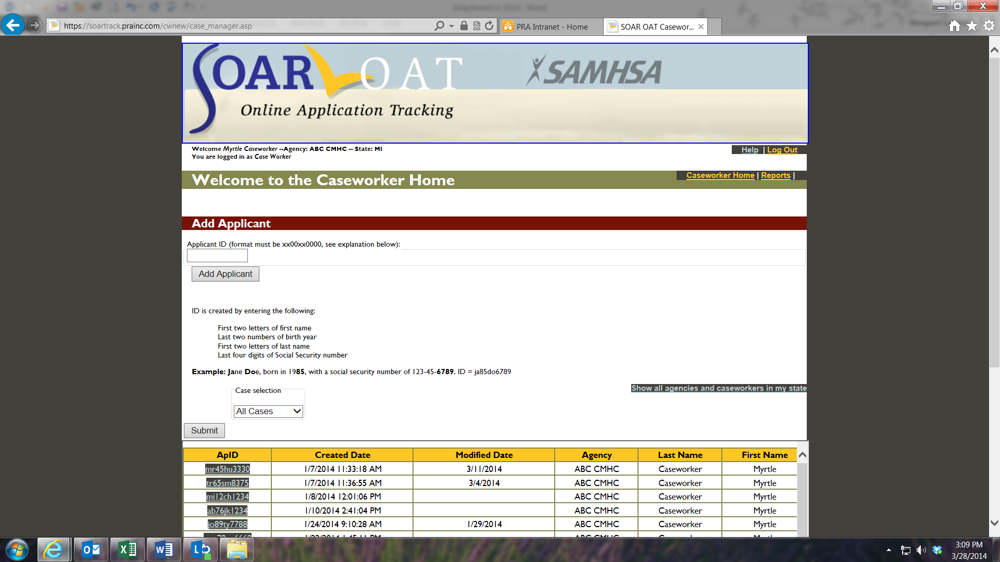 Attachment A 2014 - Word
https://soartrack.prainc.com/cwnew/case_manager.asp
PRA Intranet - Home
SOAR OAT Casewor...
SOAR OAT
SAMHSA
Online Application Tracking
Welcome Myrtle Caseworker --Agency: ABC CMHC -- State: MI
You are logged in as Case Worker
Help | Log Out
Welcome to the Caseworker Home
Caseworker Home | Reports |
Add Applicant
Applicant ID (format must be xx00xx0000, see explanation below):
Add Applicant
ID is created by entering the following:
First two letters of first name
Last two numbers of birth year
First two letters of last name
Last four digits of Social Security number
Example: Jane Doe, born in 1985, with a social security number of 123-45-6789. ID = ja85do6789
Case selection
Show all agencies and caseworkers in my state
All Cases
Submit
ApID Created Date Modified Date Agency Last Name First Name
mr45hu3330 1/7/2014 11:33:18 AM 3/11/2014 ABC CMHC Caseworker Myrtle
tr65sm8375 1/7/2014 11:36:55 AM 3/4/2014 ABC CMHC Caseworker Myrtle
mi12ch1234 1/8/2014 12:01:06 PM ABC CMHC Caseworker Myrtle
ab76jk1234 1/10/2014 2:41:04 PM ABC CMHC Caseworker Myrtle
jo89ty7788 1/24/2014 9:10:28 AM 1/29/2014 ABC CMHC Caseworker Myrtle
3:09 PM
3/28/2014